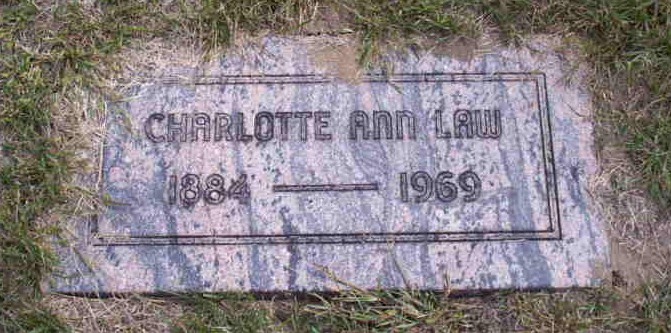 CHARLOTTE ANN LAW
1884 — 1969